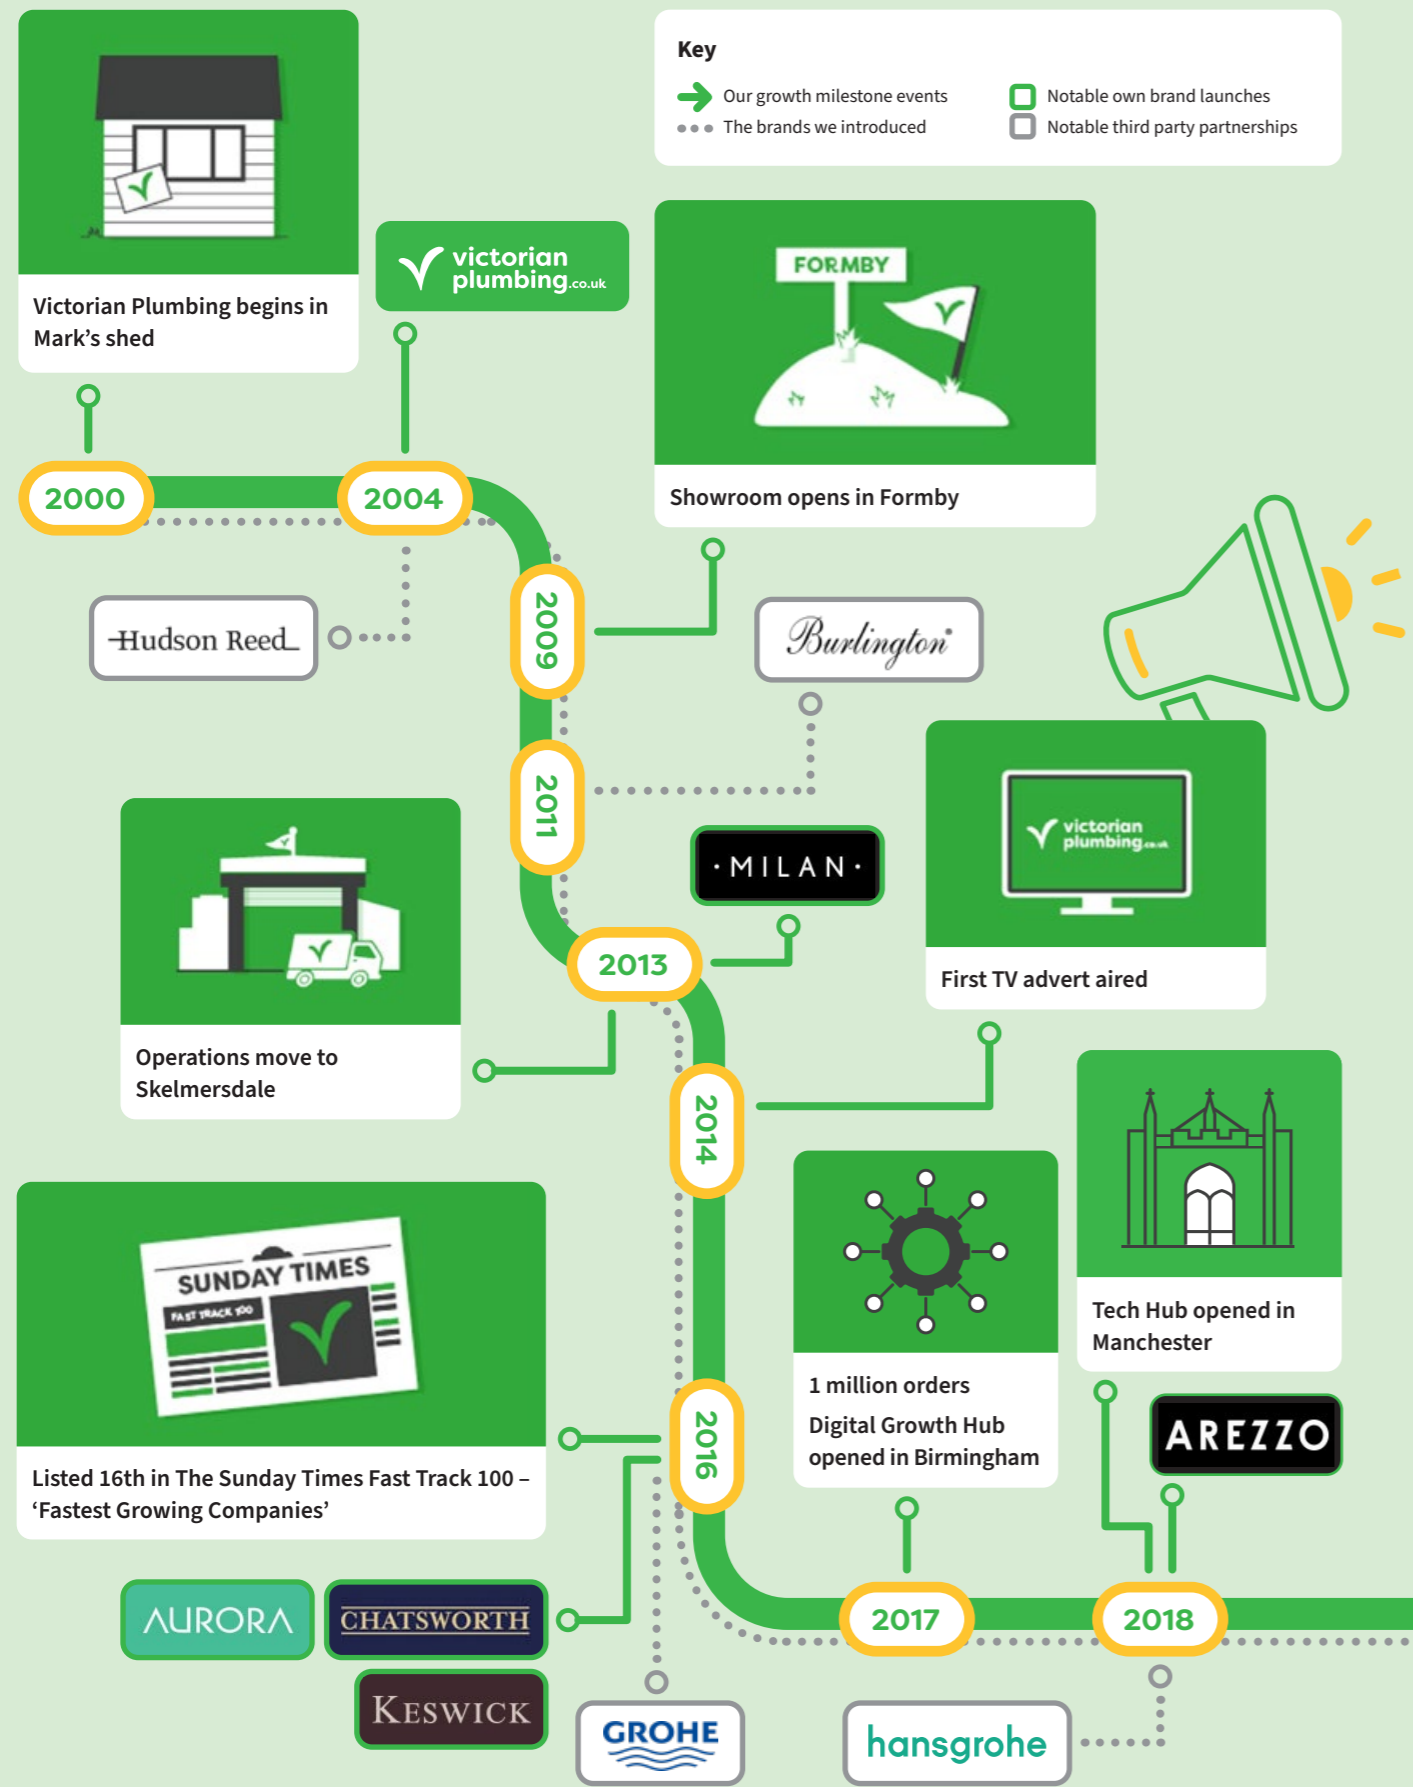 Key
Our growth milestone events
The brands we introduced
Notable own brand launches
Notable third party partnerships
Victorian Plumbing begins in
Mark’s shed
victorian
plumbing.co.uk
FORMBY
Showroom opens in Formby
2000
2004
Hudson Reed
2009
Burlington®
2011
MILAN
victorian
plumbing.co.uk
First TV advert aired
2013
Operations move to
Skelmersdale
2014
SUNDAY TIMES
FAST TRACK 100
Listed 16th in The Sunday Times Fast Track 100 –
‘Fastest Growing Companies’
2016
1 million orders
Digital Growth Hub
opened in Birmingham
Tech Hub opened in
Manchester
AREZZO
AURORA
CHATSWORTH
KESWICK
GROHE
2017
2018
hansgrohe